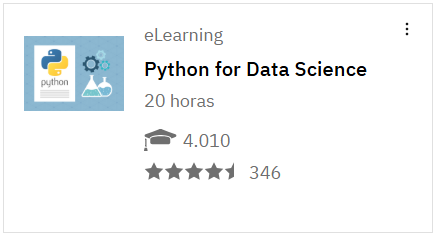 eLearning
python
Python for Data Science
20 horas
4.010
346